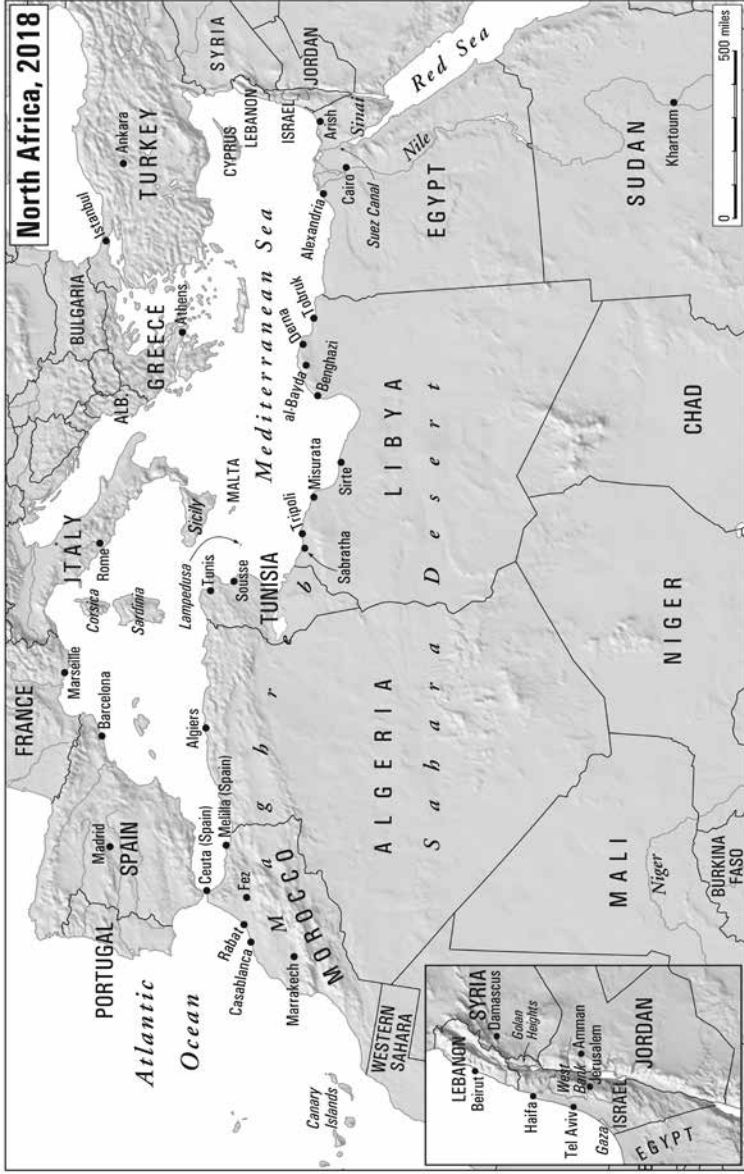 North Africa, 2018
FRANCE
Marseille
Barcelona
Madrid
SPAIN
PORTUGAL
Atlantic
Ocean
ITALY
Rome
Corsica
Sardinia
Sicily
MALTA
Lampedusa
ALB.
GREECE
Athens
BULGARIA
Istanbul
Ankara
TURKEY
CYPRUS
SYRIA
LEBANON
ISRAEL
JORDAN
Mediterranean Sea
Ceuta (Spain)
Melilla (Spain)
Rabat
Casablanca
Fez
Marrakech
MOROCCO
Maghreb
Canary
Islands
WESTERN
SAHARA
Algiers
ALGERIA
Tunis
Sousse
TUNISIA
Tripoli
Sabratha
Misurata
Sirte
Benghazi
al-Bayda
Derna
Tobruk
LIBYA
Sahara Desert
Alexandria
Cairo
Suez Canal
Arish
Sinai
Red Sea
Nile
EGYPT
MALI
Niger
BURKINA
FASO
NIGER
CHAD
SUDAN
Khartoum
0
500 miles
LEBANON
Beirut
SYRIA
Damascus
Golan
Heights
Haifa
Tel Aviv
West
Bank
Amman
Jerusalem
Gaza
ISRAEL
JORDAN
EGYPT